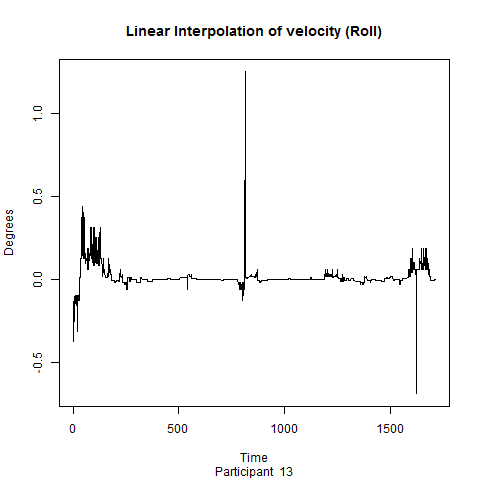 Linear Interpolation of velocity (Roll)
Degrees
1.0
0.5
0.0
-0.5
0 500 1000 1500
Time
Participant 13